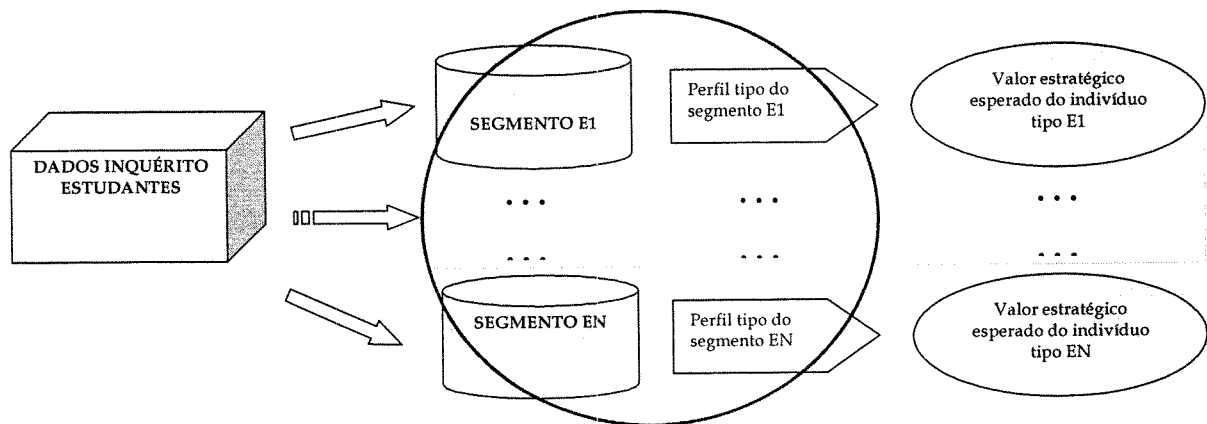 DADOS INQUÉRITO
ESTUDANTES
SEGMENTO E1
Perfil tipo do
segmento E1
Valor estratégico
esperado do indivíduo
tipo E1
• • • • • • • • •
... ... ...
SEGMENTO EN
Perfil tipo do
segmento EN
Valor estratégico
esperado do indivíduo
tipo EN